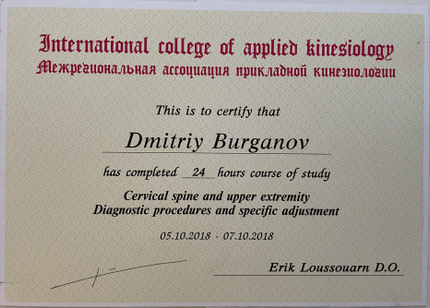 International college of applied kinesiology
Межрегиональная ассоциация прикладной кинезиологии
This is to certify that
Dmitriy Burganov
has completed 24 hours course of study
Cervical spine and upper extremity
Diagnostic procedures and specific adjustment
05.10.2018 - 07.10.2018
Erik Loussouarn D.O.